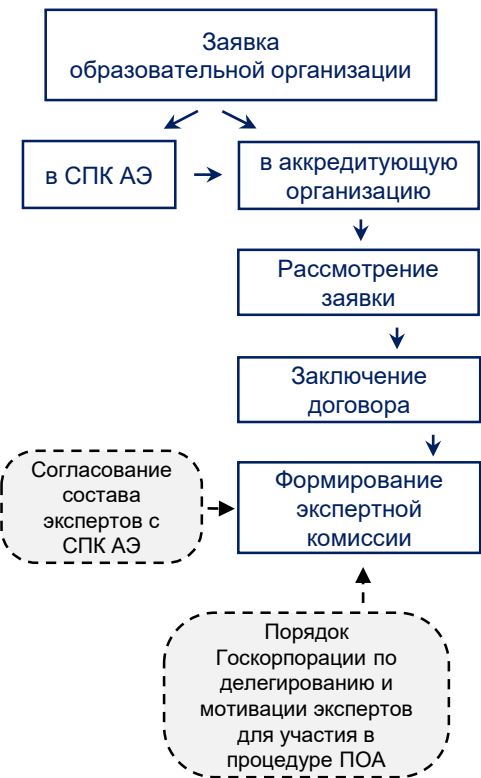 Заявка
образовательной организации
в СПК АЭ
в аккредитующую
организацию
Рассмотрение
заявки
Заключение
договора
Согласование
состава
экспертов с
СПК АЭ
Формирование
экспертной
комиссии
Порядок
Госкорпорации по
делегированию и
мотивации экспертов
для участия в
процедуре ПОА